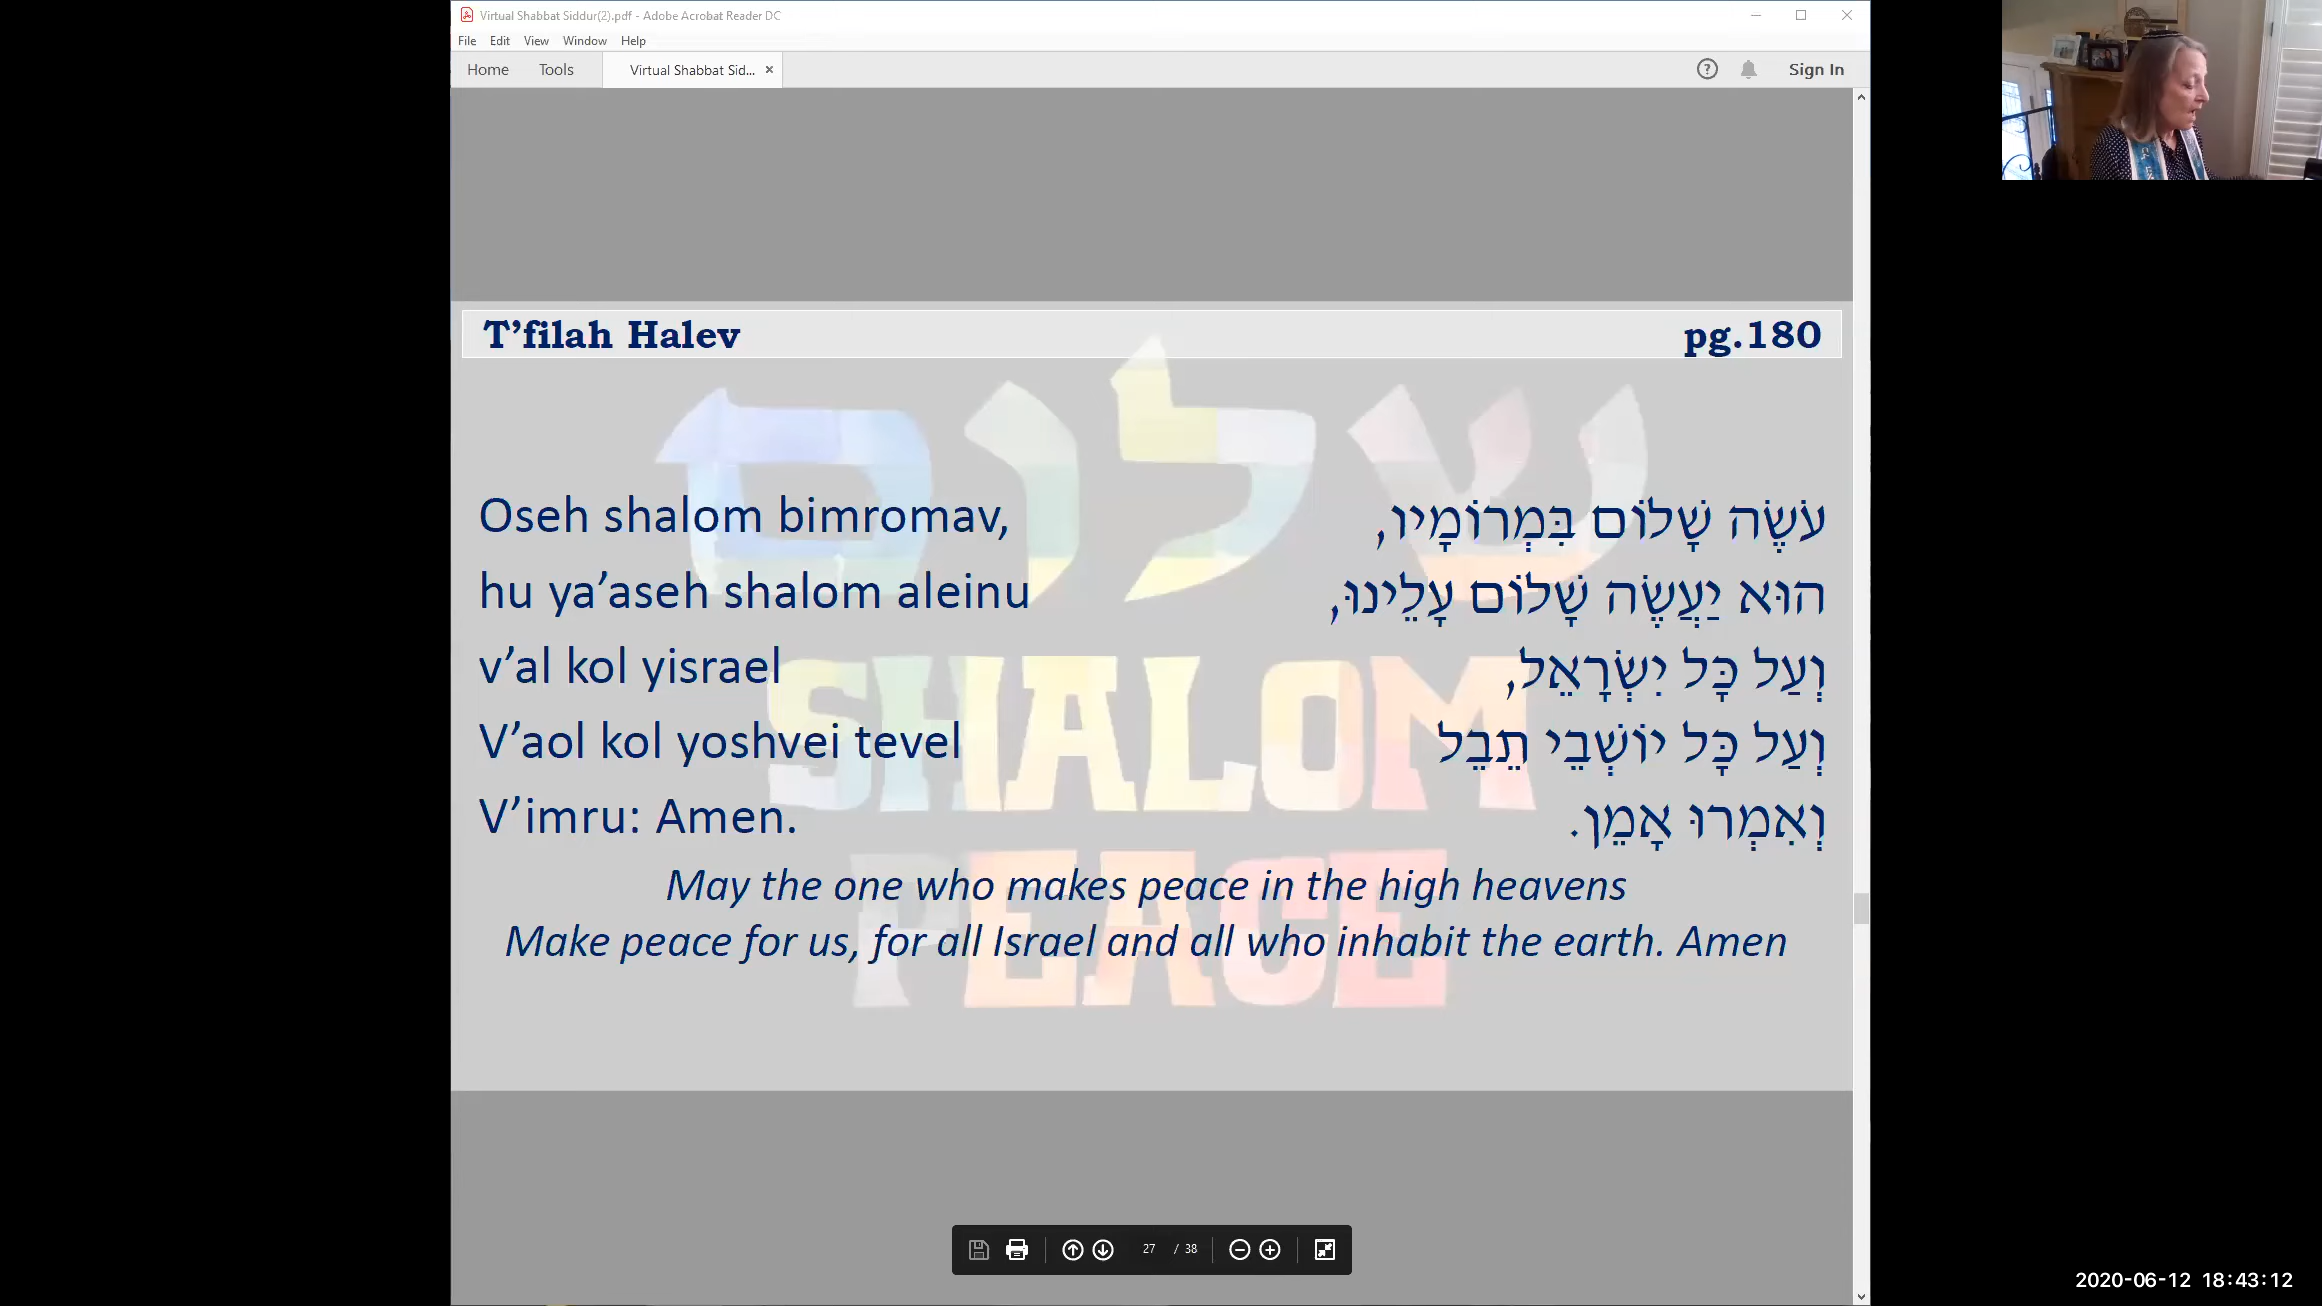 Virtual Shabbat Siddur(2).pdf - Adobe Acrobat Reader DC
File Edit View Window Help
Home Tools Virtual Shabbat Sid... × Sign In
T’filah Halev pg.180
שלום
SHALOM
PEACE
Oseh shalom bimromav,
עֹשֶׂה שָׁלוֹם בִּמְרוֹמָיו,
hu ya’aseh shalom aleinu
הוּא יַעֲשֶׂה שָׁלוֹם עָלֵינוּ,
v’al kol yisrael
וְעַל כָּל יִשְׂרָאֵל,
V’aol kol yoshvei tevel
וְעַל כָּל יוֹשְׁבֵי תֵבֵל
V’imru: Amen.
וְאִמְרוּ אָמֵן.
May the one who makes peace in the high heavens
Make peace for us, for all Israel and all who inhabit the earth. Amen
27 / 38
2020-06-12 18:43:12